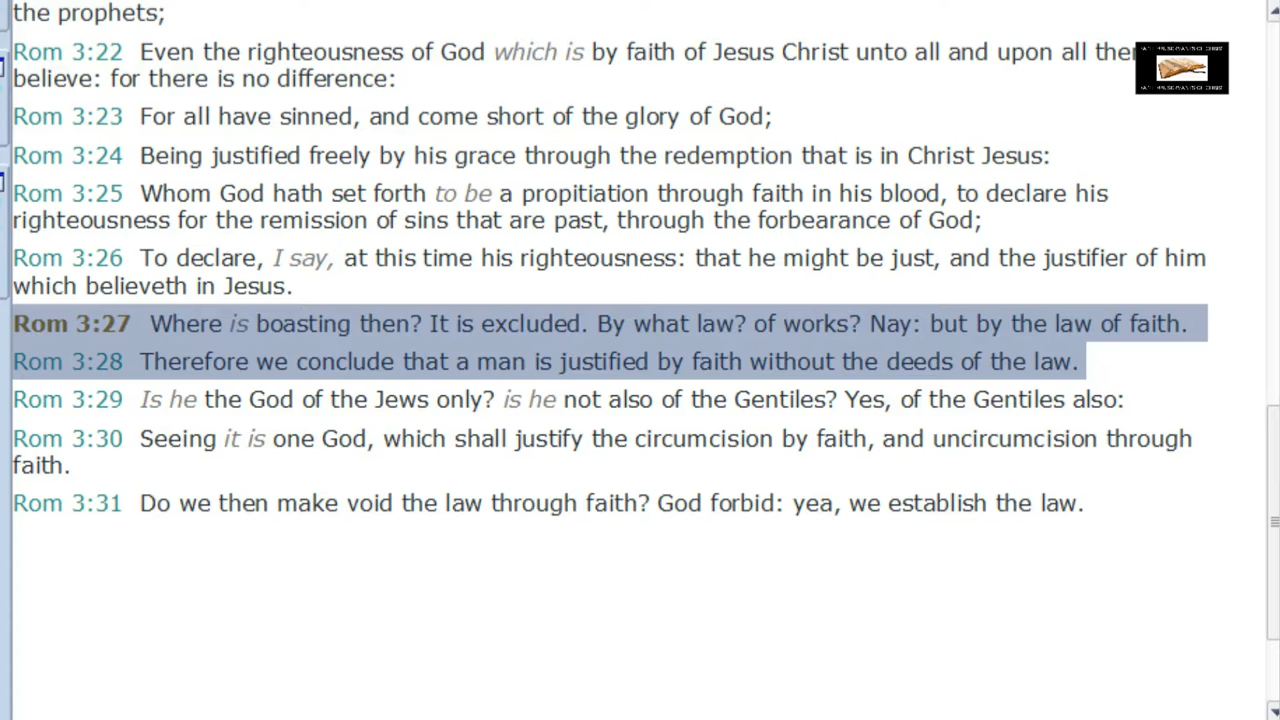 the prophets;
Rom 3:22 Even the righteousness of God which is by faith of Jesus Christ unto all and upon all
believe: for there is no difference:
Rom 3:23 For all have sinned, and come short of the glory of God;
Rom 3:24 Being justified freely by his grace through the redemption that is in Christ Jesus:
Rom 3:25 Whom God hath set forth to be a propitiation through faith in his blood, to declare his
righteousness for the remission of sins that are past, through the forbearance of God;
Rom 3:26 To declare, I say, at this time his righteousness: that he might be just, and the justifier of him
which believeth in Jesus.
Rom 3:27 Where is boasting then? It is excluded. By what law? of works? Nay: but by the law of faith.
Rom 3:28 Therefore we conclude that a man is justified by faith without the deeds of the law.
Rom 3:29 Is he the God of the Jews only? is he not also of the Gentiles? Yes, of the Gentiles also:
Rom 3:30 Seeing it is one God, which shall justify the circumcision by faith, and uncircumcision through
faith.
Rom 3:31 Do we then make void the law through faith? God forbid: yea, we establish the law.